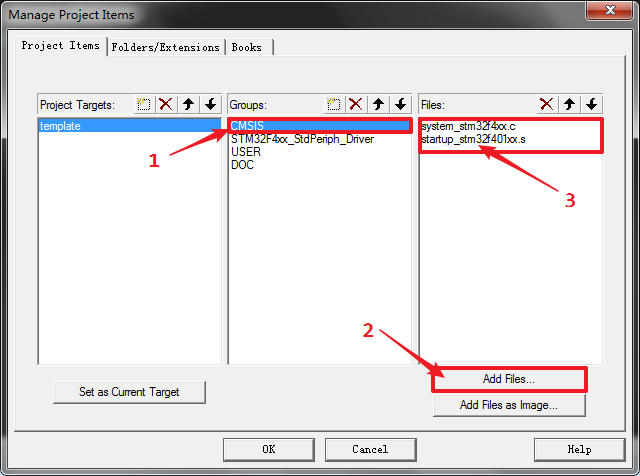 Manage Project Items
Project Items
Folders/Extensions
Books
Project Targets:
Groups:
Files:
template
CMSIS
STM32F4xx_StdPeriph_Driver
USER
DOC
system_stm32f4xx.c
startup_stm32f401xx.s
1
3
2
Set as Current Target
Add Files...
Add Files as Image...
OK
Cancel
Help